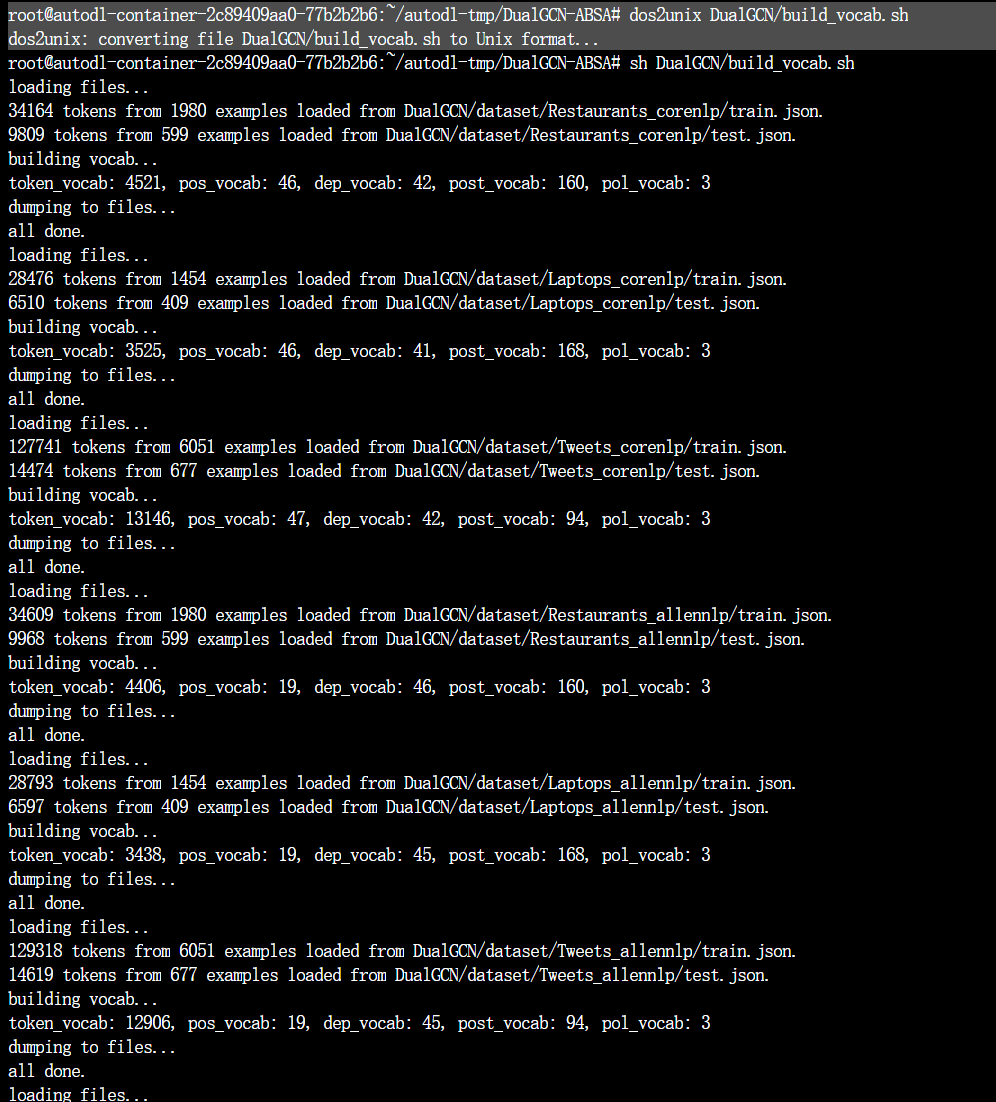 root@autodl-container-2c89409aa0-77b2b2b6:~/autodl-tmp/DualGCN-ABSA# dos2unix DualGCN/build_vocab.sh
dos2unix: converting file DualGCN/build_vocab.sh to Unix format...
root@autodl-container-2c89409aa0-77b2b2b6:~/autodl-tmp/DualGCN-ABSA# sh DualGCN/build_vocab.sh
loading files...
34164 tokens from 1980 examples loaded from DualGCN/dataset/Restaurants_corenlp/train.json.
9809 tokens from 599 examples loaded from DualGCN/dataset/Restaurants_corenlp/test.json.
building vocab...
token_vocab: 4521, pos_vocab: 46, dep_vocab: 42, post_vocab: 160, pol_vocab: 3
dumping to files...
all done.
loading files...
28476 tokens from 1454 examples loaded from DualGCN/dataset/Laptops_corenlp/train.json.
6510 tokens from 409 examples loaded from DualGCN/dataset/Laptops_corenlp/test.json.
building vocab...
token_vocab: 3525, pos_vocab: 46, dep_vocab: 41, post_vocab: 168, pol_vocab: 3
dumping to files...
all done.
loading files...
127741 tokens from 6051 examples loaded from DualGCN/dataset/Tweets_corenlp/train.json.
14474 tokens from 677 examples loaded from DualGCN/dataset/Tweets_corenlp/test.json.
building vocab...
token_vocab: 13146, pos_vocab: 47, dep_vocab: 42, post_vocab: 94, pol_vocab: 3
dumping to files...
all done.
loading files...
34609 tokens from 1980 examples loaded from DualGCN/dataset/Restaurants_allennlp/train.json.
9968 tokens from 599 examples loaded from DualGCN/dataset/Restaurants_allennlp/test.json.
building vocab...
token_vocab: 4406, pos_vocab: 19, dep_vocab: 46, post_vocab: 160, pol_vocab: 3
dumping to files...
all done.
loading files...
28793 tokens from 1454 examples loaded from DualGCN/dataset/Laptops_allennlp/train.json.
6597 tokens from 409 examples loaded from DualGCN/dataset/Laptops_allennlp/test.json.
building vocab...
token_vocab: 3438, pos_vocab: 19, dep_vocab: 45, post_vocab: 168, pol_vocab: 3
dumping to files...
all done.
loading files...
129318 tokens from 6051 examples loaded from DualGCN/dataset/Tweets_allennlp/train.json.
14619 tokens from 677 examples loaded from DualGCN/dataset/Tweets_allennlp/test.json.
building vocab...
token_vocab: 12906, pos_vocab: 19, dep_vocab: 45, post_vocab: 94, pol_vocab: 3
dumping to files...
all done.
loading files...